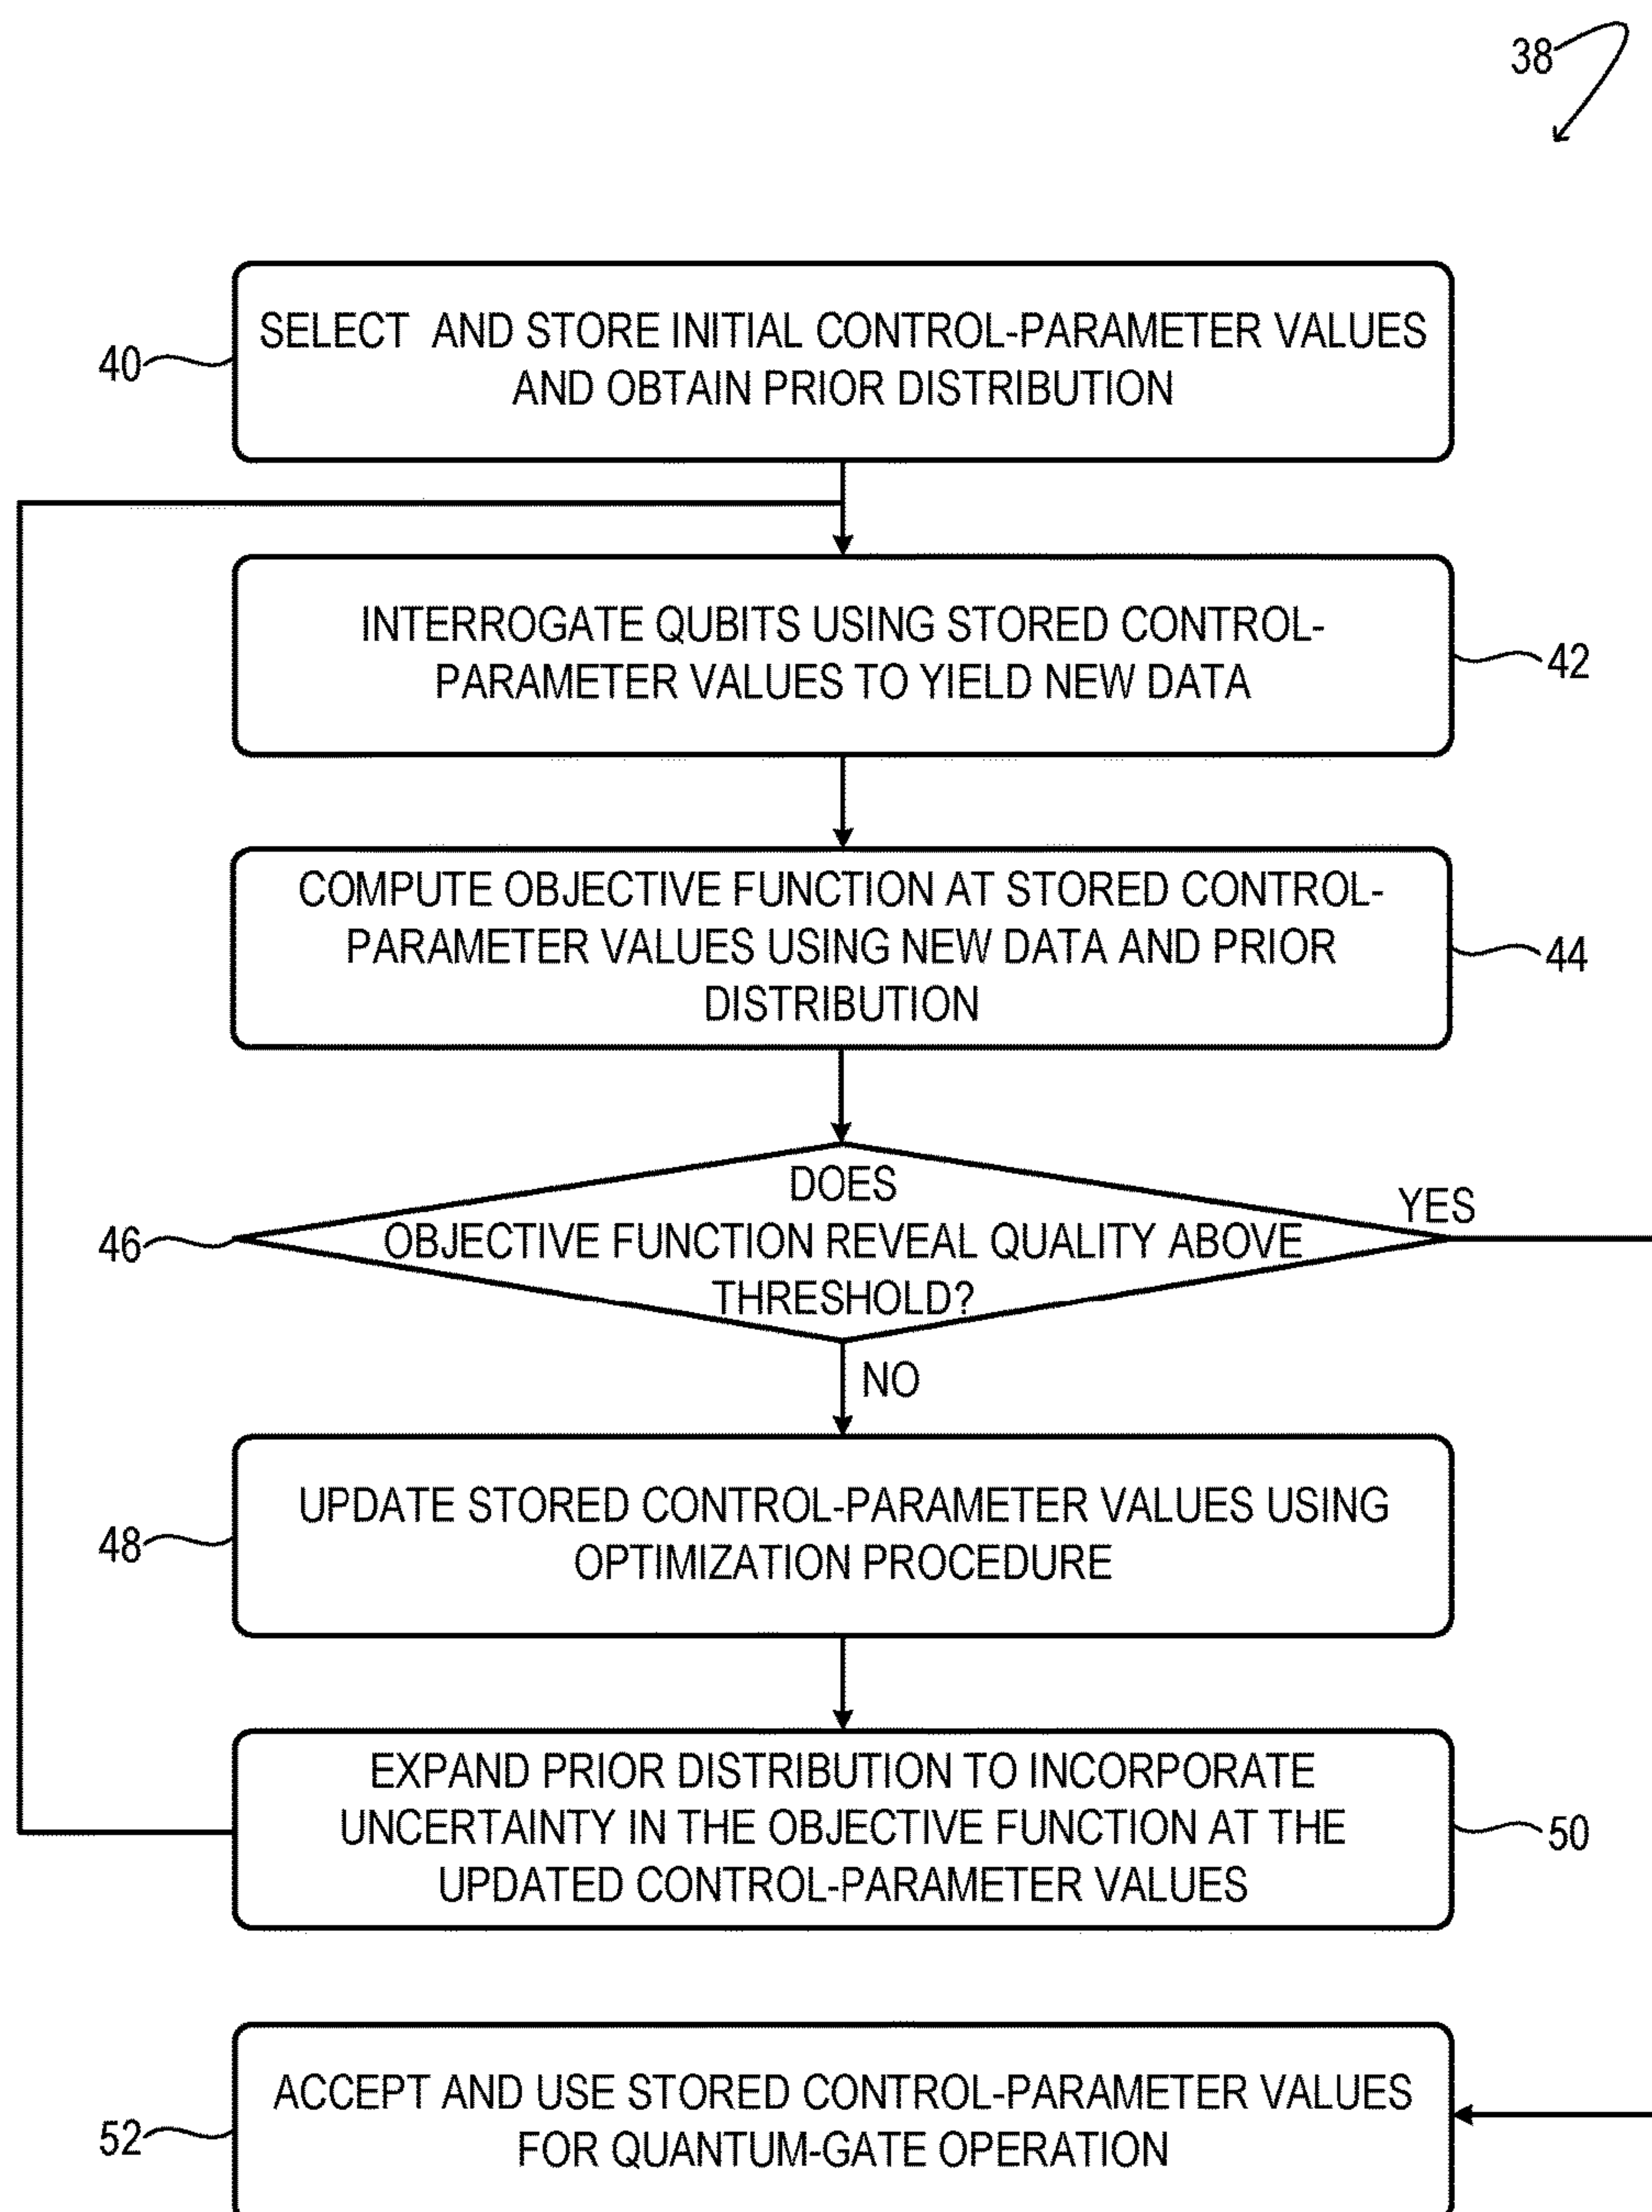 38
40
SELECT AND STORE INITIAL CONTROL-PARAMETER VALUES
AND OBTAIN PRIOR DISTRIBUTION
INTERROGATE QUBITS USING STORED CONTROL-
PARAMETER VALUES TO YIELD NEW DATA
42
COMPUTE OBJECTIVE FUNCTION AT STORED CONTROL-
PARAMETER VALUES USING NEW DATA AND PRIOR
DISTRIBUTION
44
46
DOES
OBJECTIVE FUNCTION REVEAL QUALITY ABOVE
THRESHOLD?
YES
NO
48
UPDATE STORED CONTROL-PARAMETER VALUES USING
OPTIMIZATION PROCEDURE
EXPAND PRIOR DISTRIBUTION TO INCORPORATE
UNCERTAINTY IN THE OBJECTIVE FUNCTION AT THE
UPDATED CONTROL-PARAMETER VALUES
50
52
ACCEPT AND USE STORED CONTROL-PARAMETER VALUES
FOR QUANTUM-GATE OPERATION